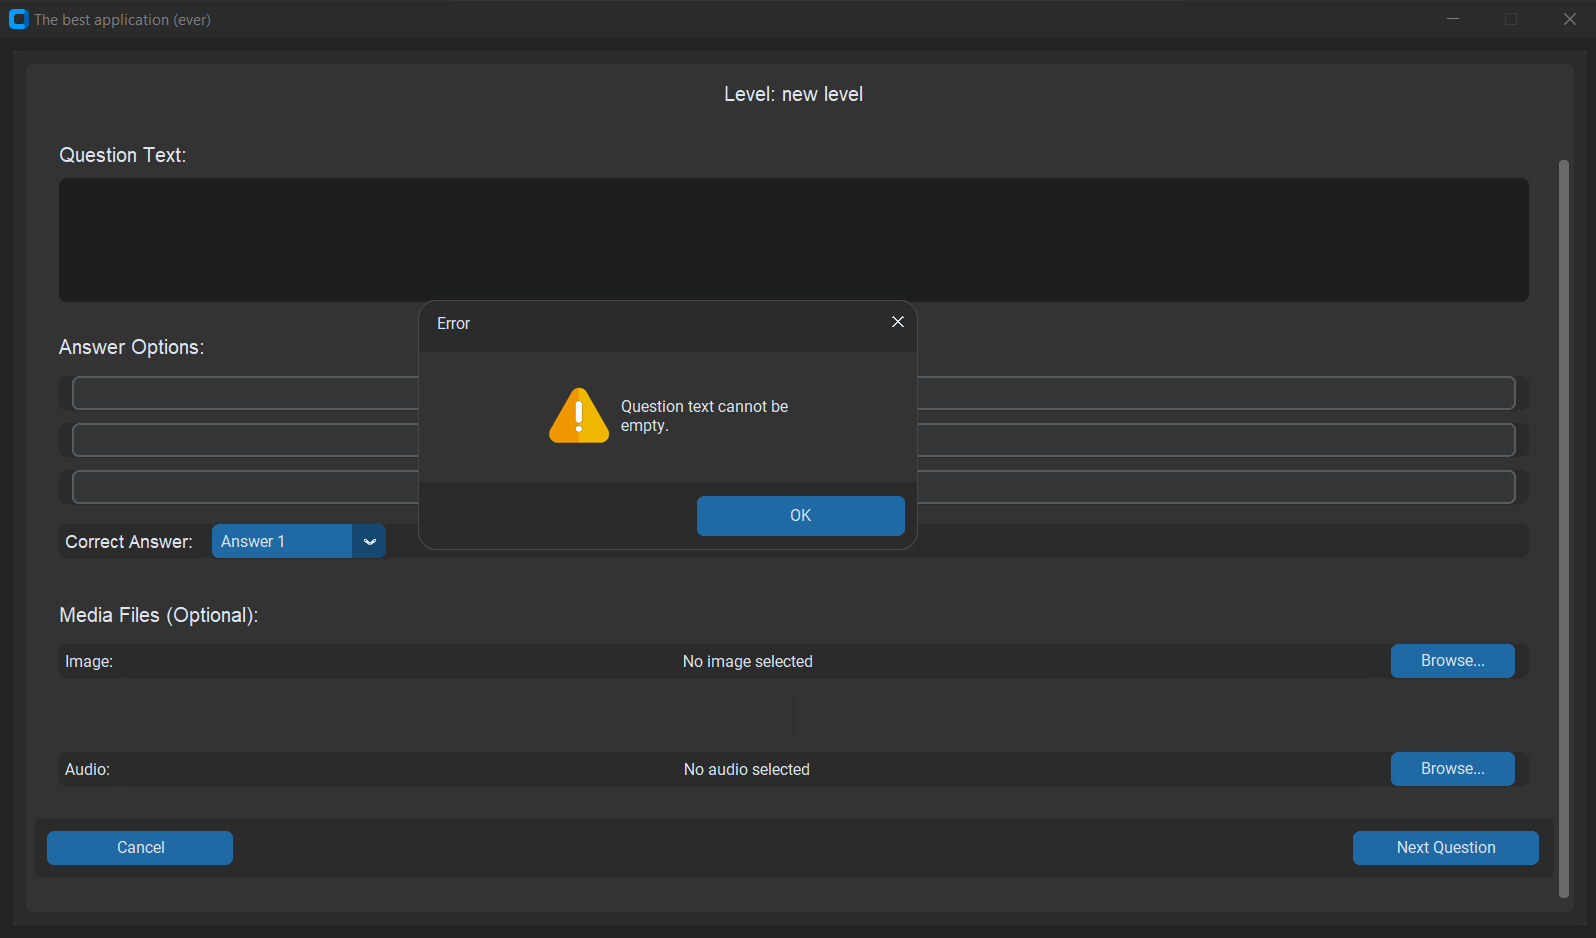 The best application (ever)
Level: new level
Question Text:
Error
Answer Options:
Question text cannot be
empty.
OK
Correct Answer:
Answer 1
Media Files (Optional):
Image:
No image selected
Browse...
Audio:
No audio selected
Browse...
Cancel
Next Question